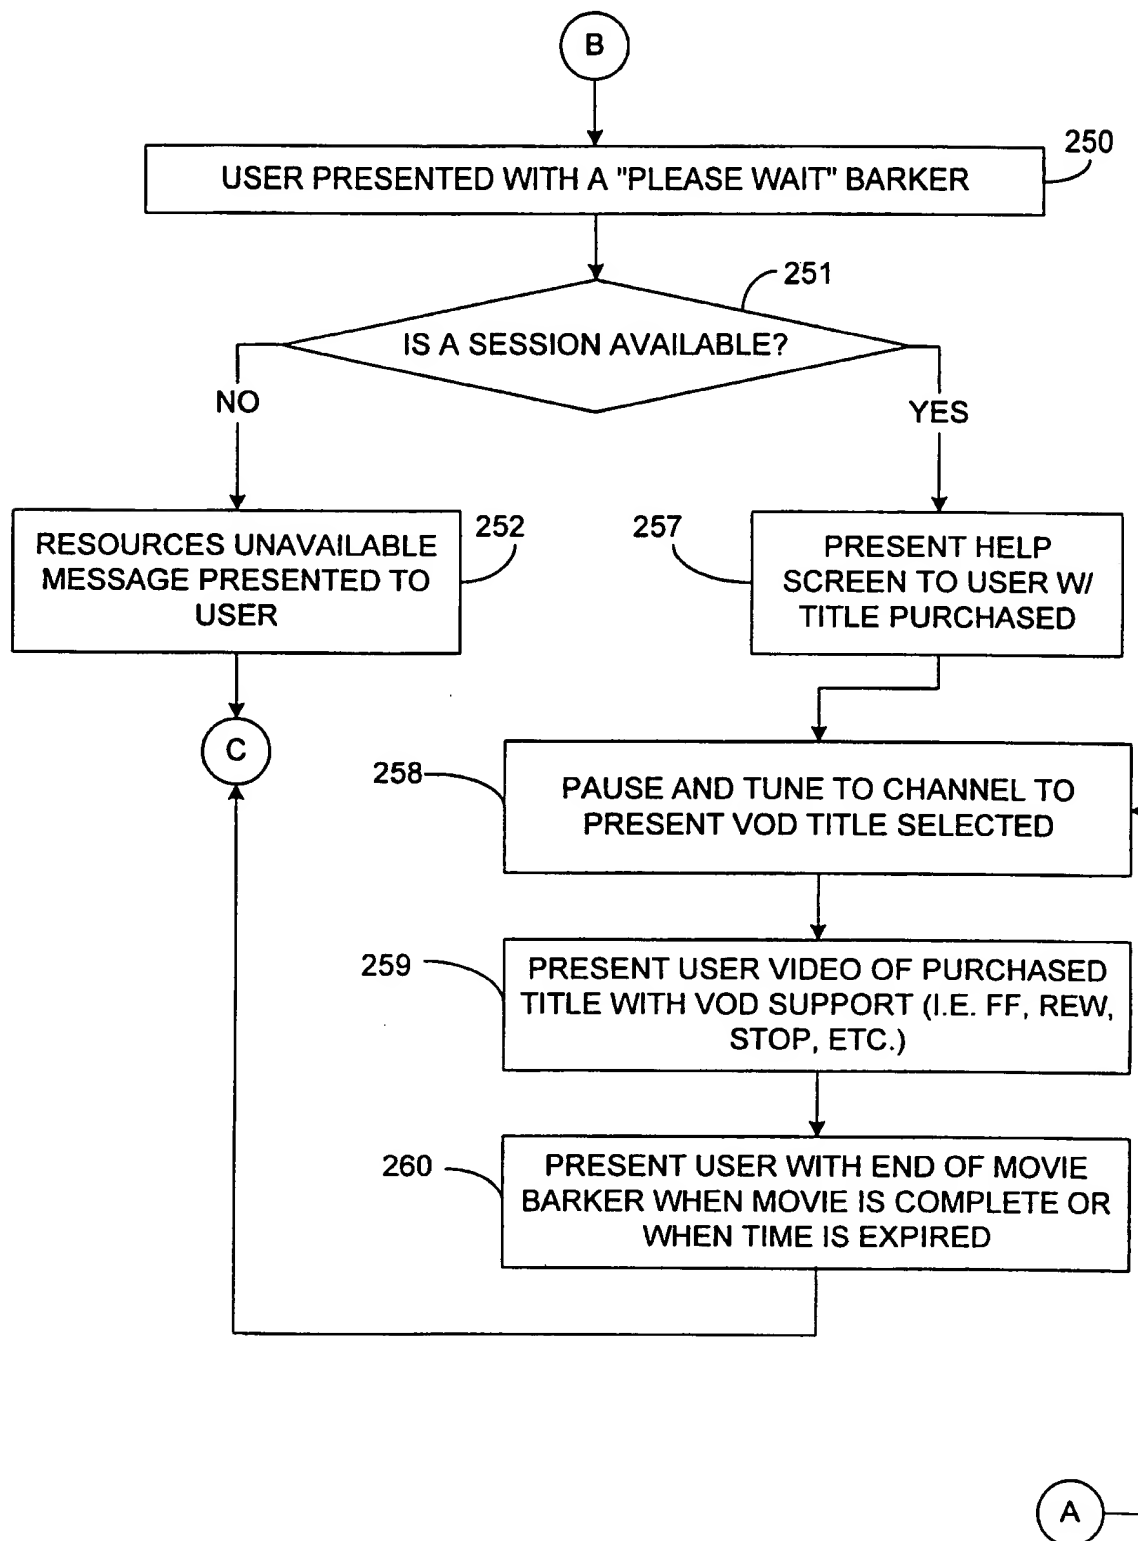 B
250
USER PRESENTED WITH A "PLEASE WAIT" BARKER
251
IS A SESSION AVAILABLE?
NO
YES
252
RESOURCES UNAVAILABLE
MESSAGE PRESENTED TO
USER
257
PRESENT HELP
SCREEN TO USER W/
TITLE PURCHASED
C
258
PAUSE AND TUNE TO CHANNEL TO
PRESENT VOD TITLE SELECTED
259
PRESENT USER VIDEO OF PURCHASED
TITLE WITH VOD SUPPORT (I.E. FF, REW,
STOP, ETC.)
260
PRESENT USER WITH END OF MOVIE
BARKER WHEN MOVIE IS COMPLETE OR
WHEN TIME IS EXPIRED
A